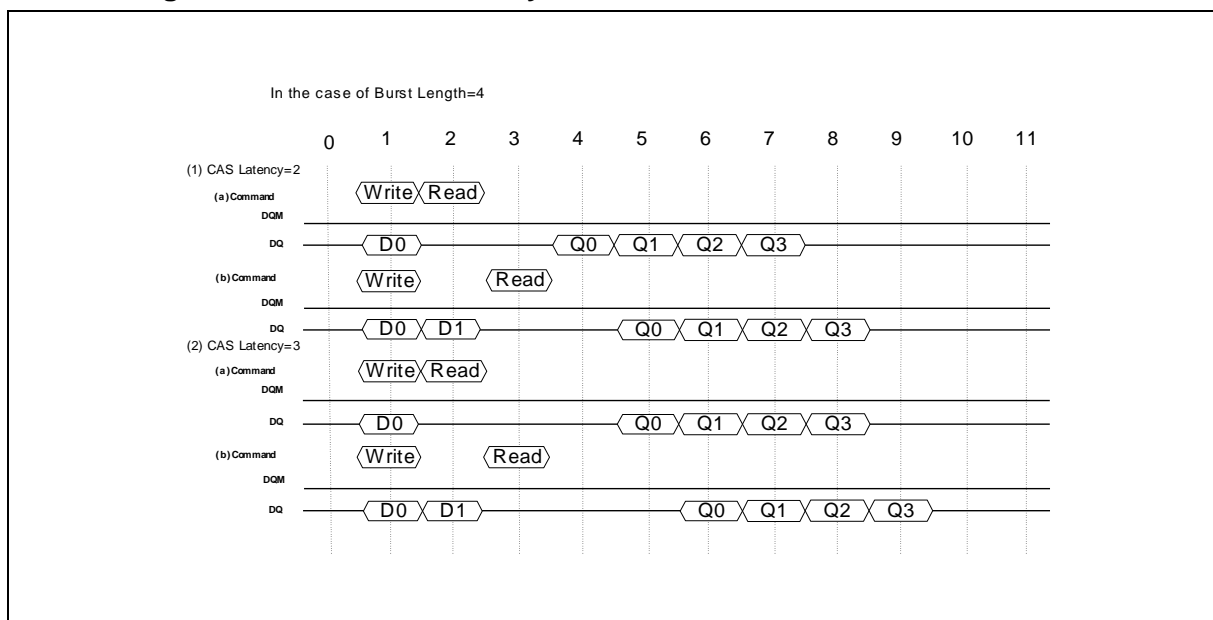 In the case of Burst Length=4
0 1 2 3 4 5 6 7 8 9 10 11
(1) CAS Latency=2
(a)Command Write Read
DQM
DQ D0 Q0 Q1 Q2 Q3
(b)Command Write Read
DQM
DQ D0 D1 Q0 Q1 Q2 Q3
(2) CAS Latency=3
(a)Command Write Read
DQM
DQ D0 Q0 Q1 Q2 Q3
(b)Command Write Read
DQM
DQ D0 D1 Q0 Q1 Q2 Q3